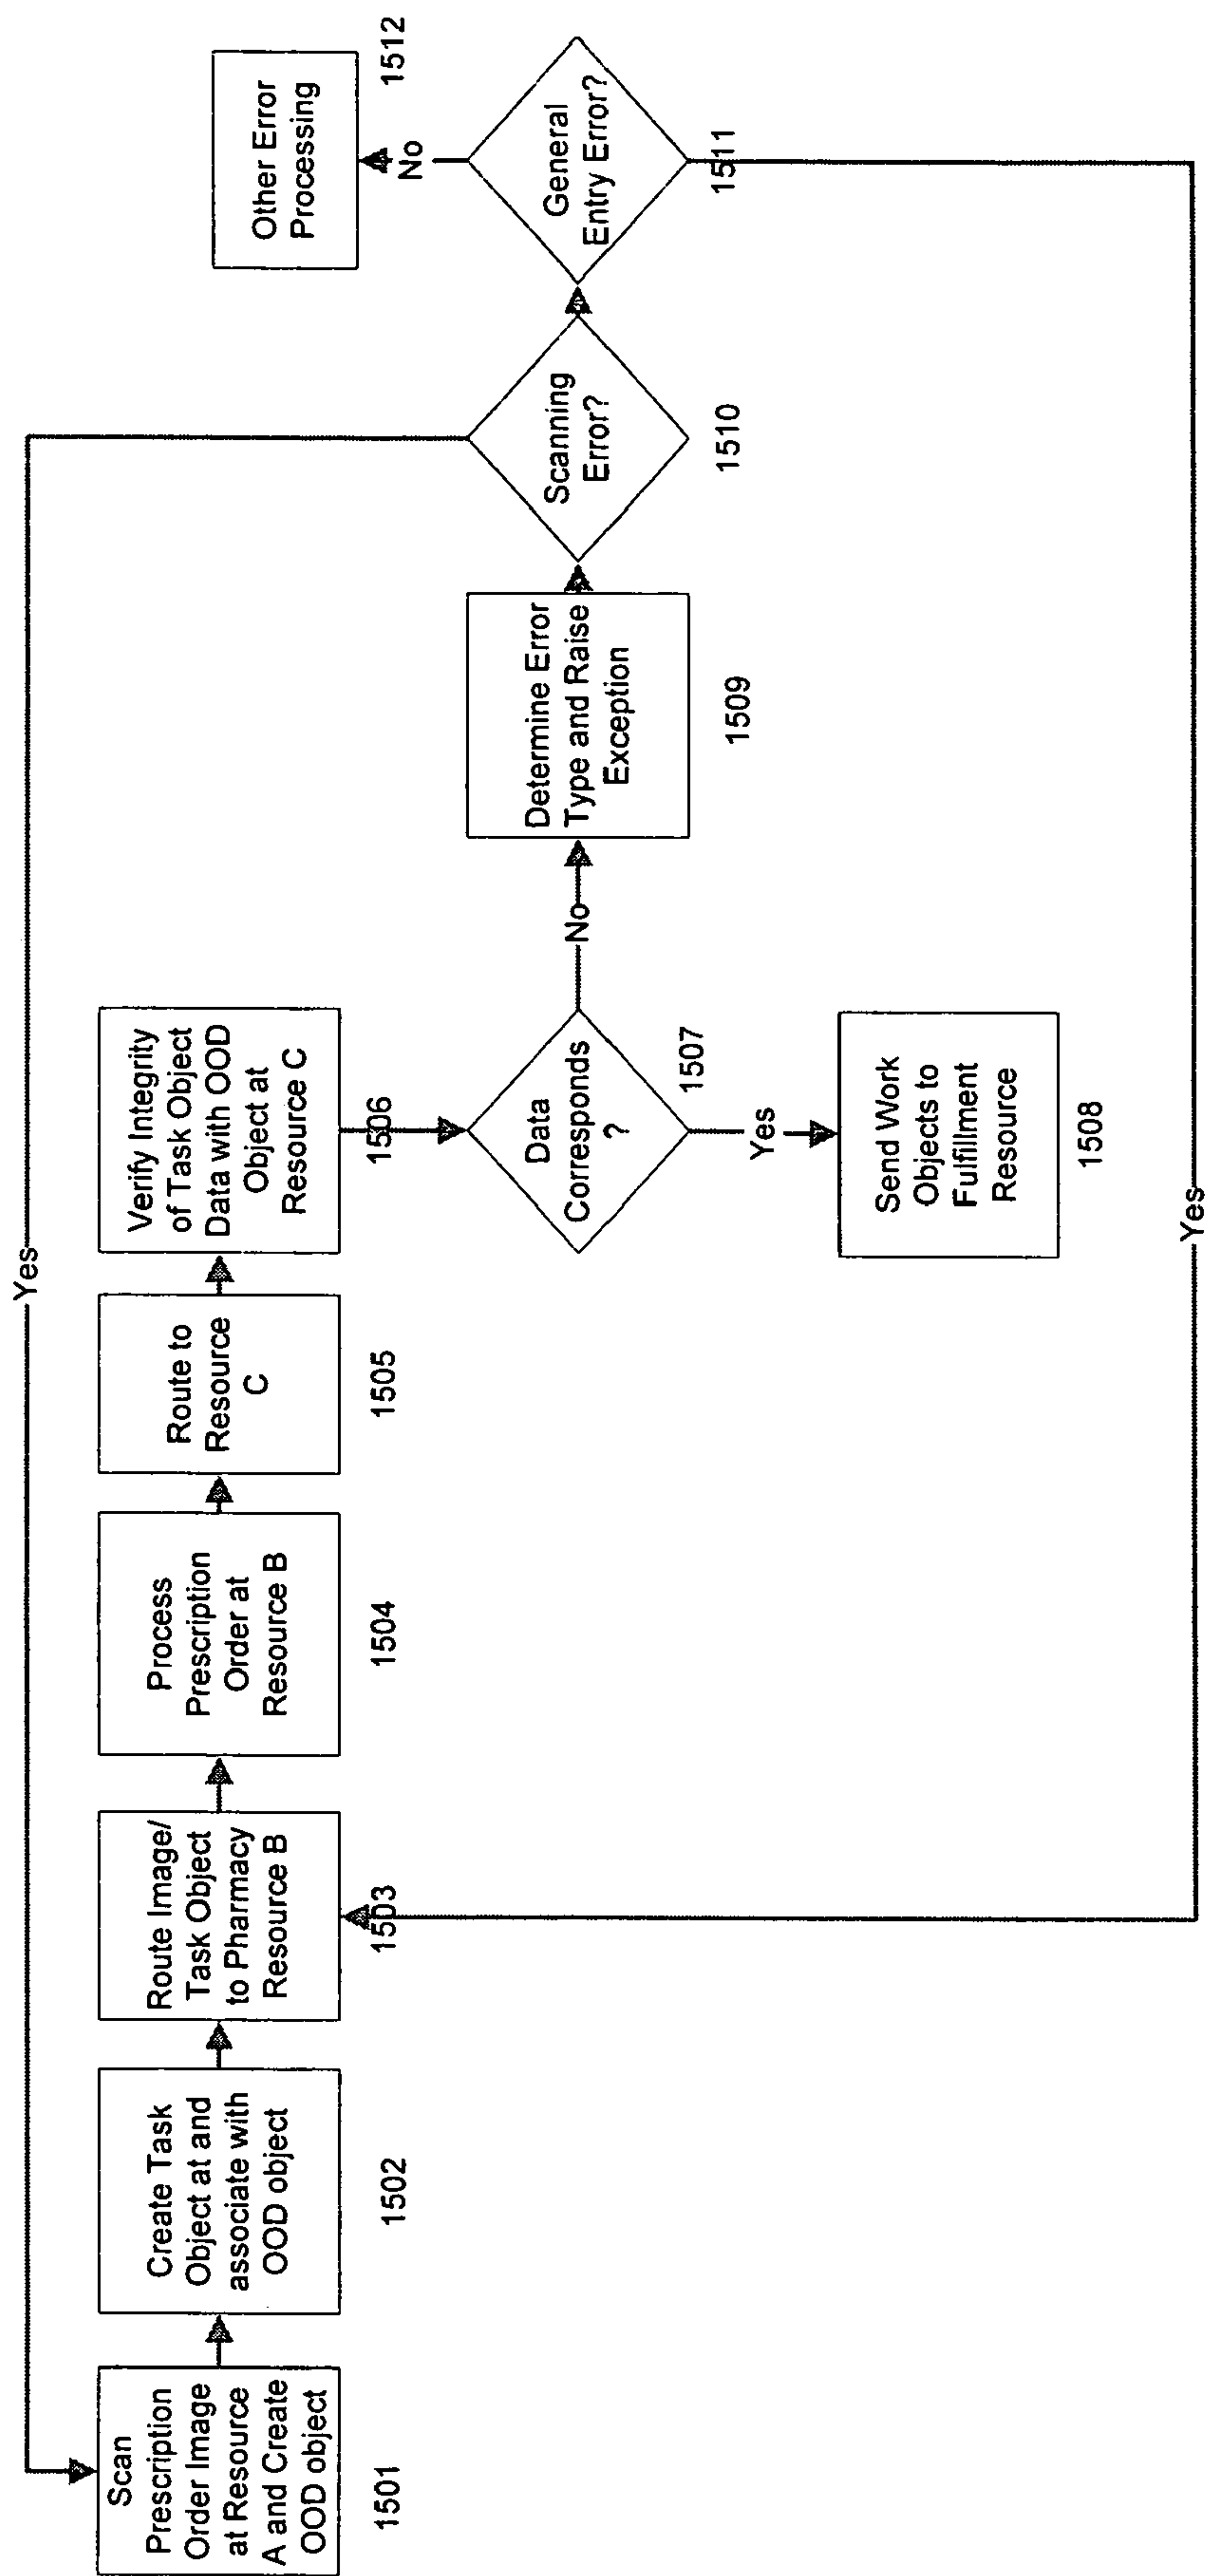 Scan
Prescription
Order Image
at Resource
A and Create
OOD object
1501
Create Task
Object at and
associate with
OOD object
1502
Route Image/
Task Object
to Pharmacy
Resource B
1503
Process
Prescription
Order at
Resource B
1504
Route to
Resource
C
1505
Verify Integrity
of Task Object
Data with OOD
Object at
Resource C
1506
Data
Corresponds
?
1507
Yes
Send Work
Objects to
Fulfillment
Resource
1508
No
Determine Error
Type and Raise
Exception
1509
Scanning
Error?
1510
Yes
General
Entry Error?
1511
Yes
No
Other Error
Processing
1512